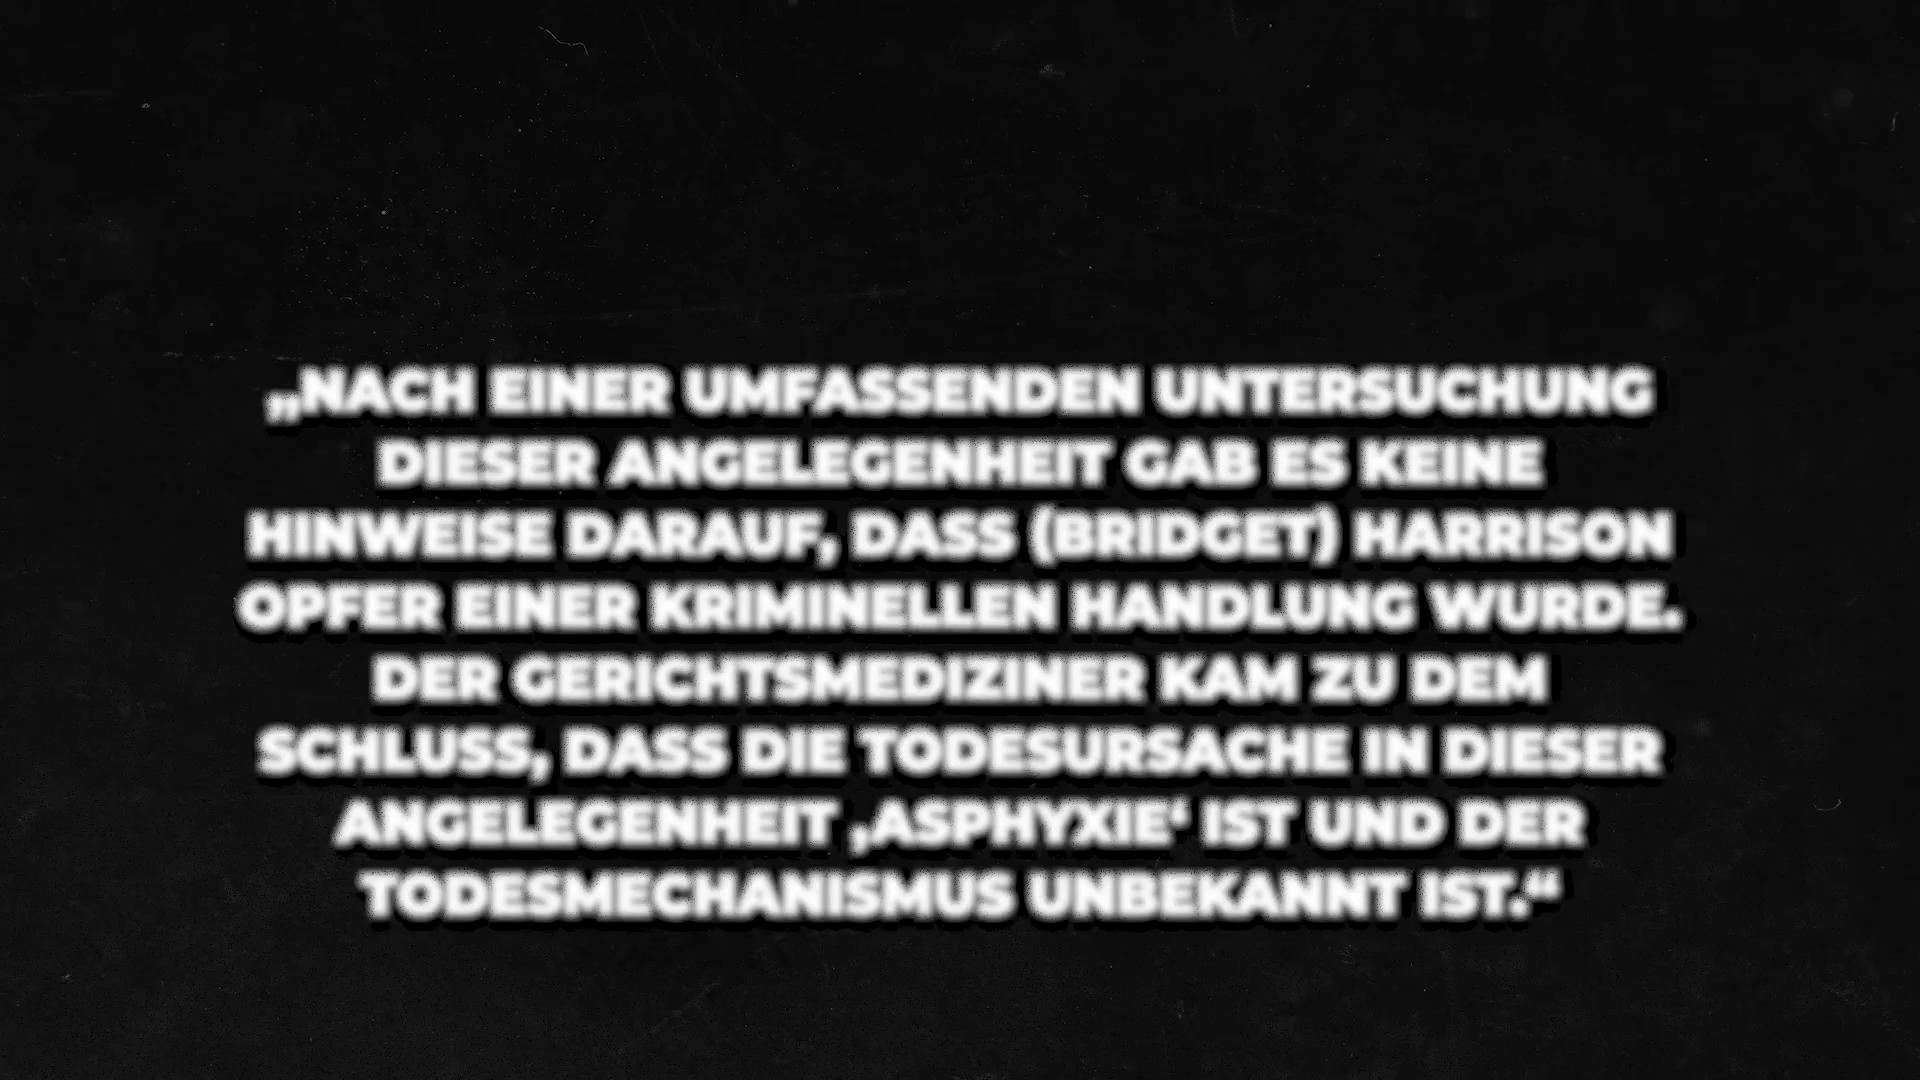 „NACH EINER UMFASSENDEN UNTERSUCHUNG
DIESER ANGELEGENHEIT GAB ES KEINE
HINWEISE DARAUF, DASS (BRIDGET) HARRISON
OPFER EINER KRIMINELLEN HANDLUNG WURDE.
DER GERICHTSMEDIZINER KAM ZU DEM
SCHLUSS, DASS DIE TODESURSACHE IN DIESER
ANGELEGENHEIT ‚ASPHYXIE‘ IST UND DER
TODESMECHANISMUS UNBEKANNT IST.“